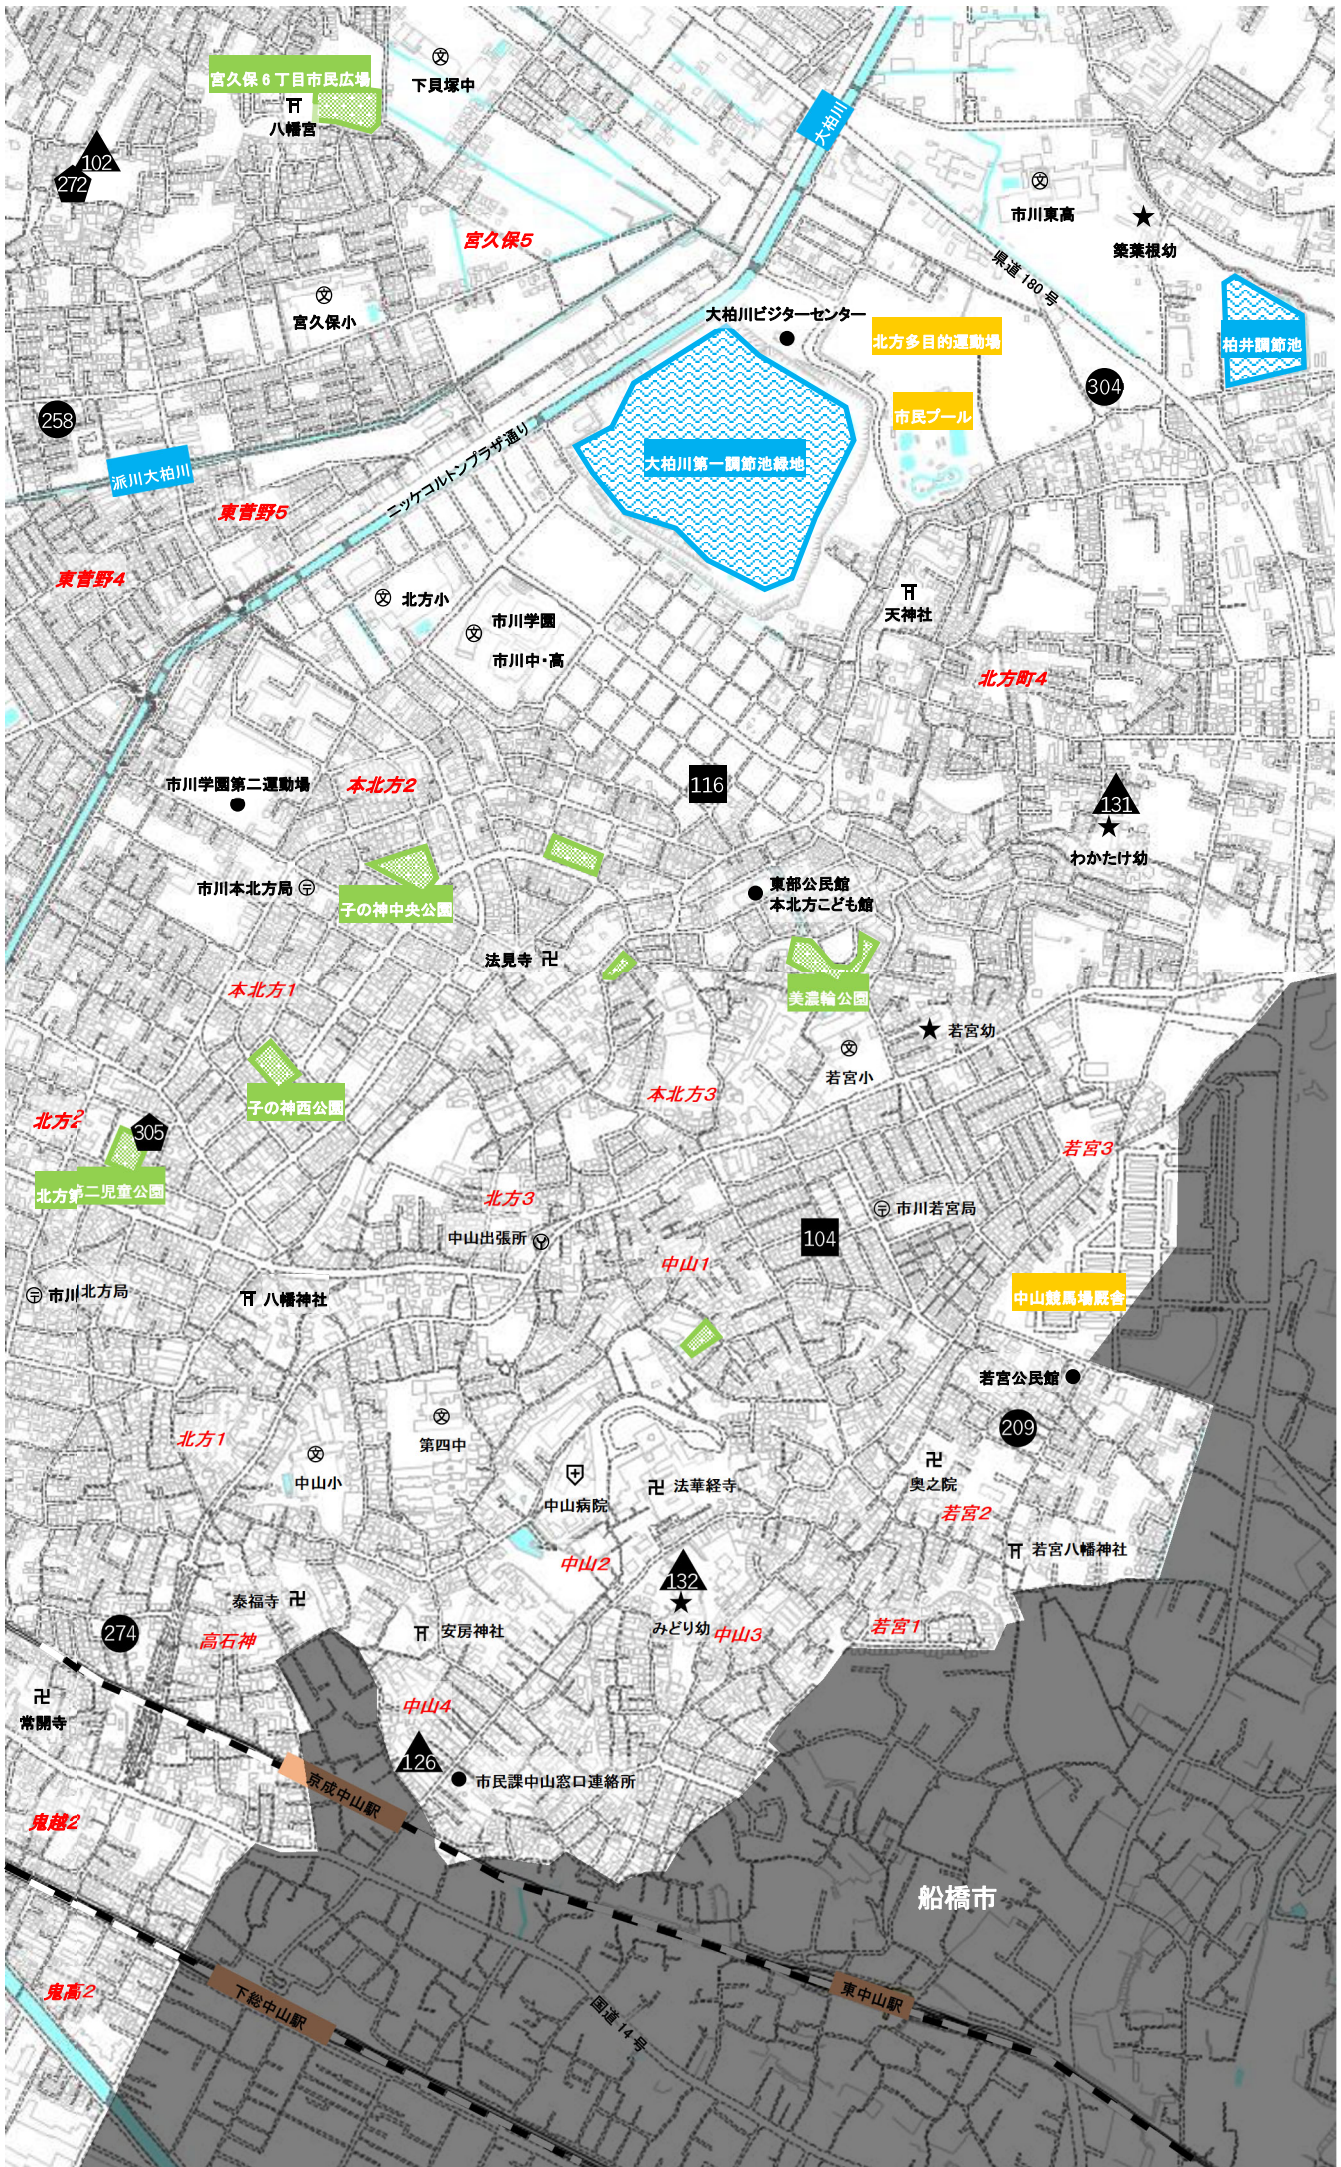 下貝塚中
宮久保6丁目市民広場
八幡宮
大柏川
102
272
市川東高
築葉根幼
宮久保5
県道180号
宮久保小
大柏川ビジターセンター
北方多目的運動場
柏井調節池
304
258
市民プール
ニッケコルトンプラザ通り
大柏川第一調節池緑地
派川大柏川
東菅野5
東菅野4
北方小
市川学園
市川中・高
天神社
北方町4
市川学園第二運動場
本北方2
116
131
わかたけ幼
市川本北方局
子の神中央公園
東部公民館
本北方こども館
法見寺
本北方1
美濃輪公園
若宮幼
若宮小
本北方3
子の神西公園
北方2
305
若宮3
北方第二児童公園
北方3
市川若宮局
中山出張所
104
中山1
市川北方局
八幡神社
中山競馬場厩舎
若宮公民館
209
北方1
第四中
中山小
奥之院
法華経寺
中山病院
若宮2
若宮八幡神社
中山2
132
みどり幼
泰福寺
274
高石神
安房神社
中山3
若宮1
常開寺
中山4
126
市民課中山窓口連絡所
京成中山駅
鬼越2
船橋市
鬼高2
下総中山駅
東中山駅
国道14号